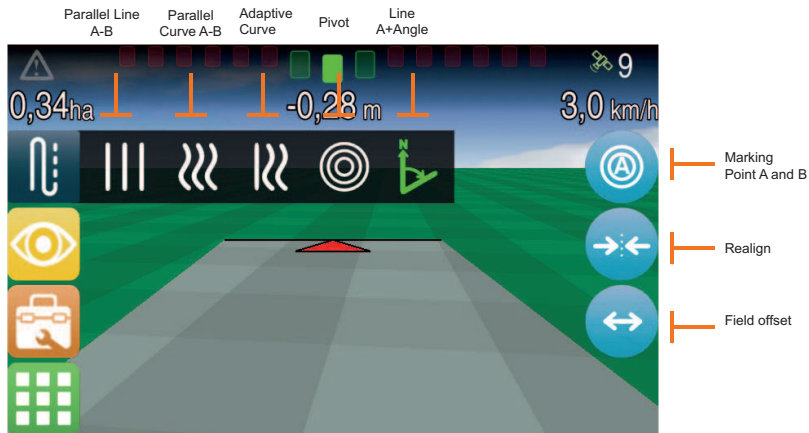 Parallel Line
A-B
Parallel
Curve A-B
Adaptive
Curve
Pivot
Line
A+Angle
9
0,34ha
-0,28 m
3,0 km/h
N
A
Marking
Point A and B
Realign
Field offset